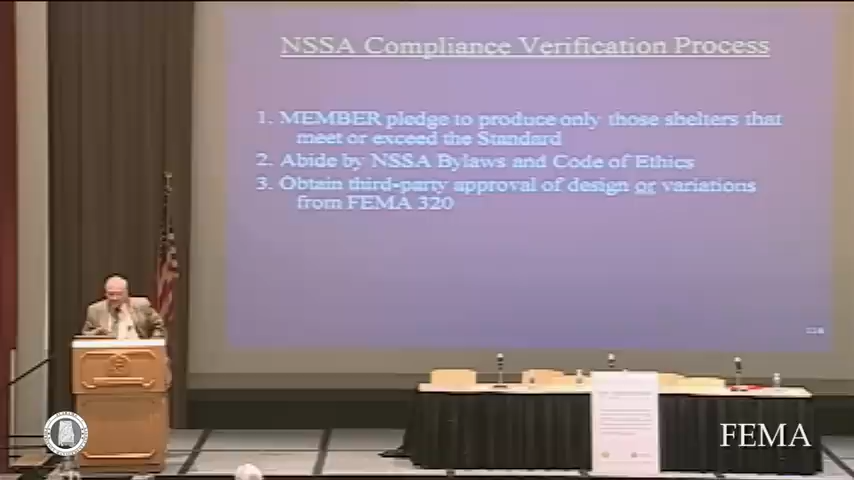 NSSA Compliance Verification Process
1. MEMBER pledge to produce only those shelters that
meet or exceed the Standard
2. Abide by NSSA Bylaws and Code of Ethics
3. Obtain third-party approval of design or variations
from FEMA 320
FEMA